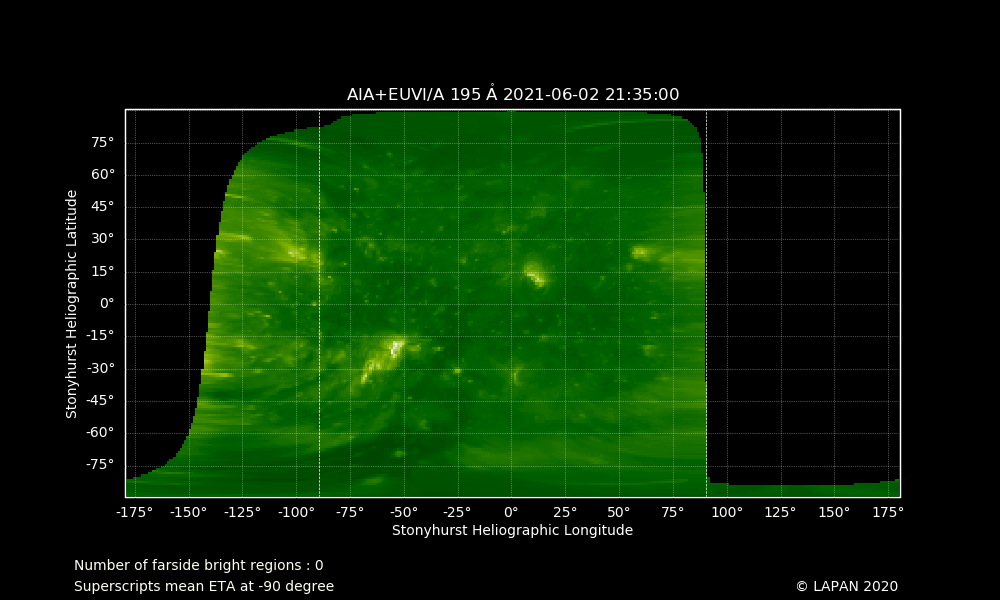 AIA+EUVI/A 195 Å 2021-06-02 21:35:00
75°
60°
45°
30°
15°
0°
-15°
-30°
-45°
-60°
-75°
Stonyhurst Heliographic Latitude
-175° -150° -125° -100° -75° -50° -25° 0° 25° 50° 75° 100° 125° 150° 175°
Stonyhurst Heliographic Longitude
Number of farside bright regions : 0
Superscripts mean ETA at -90 degree
© LAPAN 2020